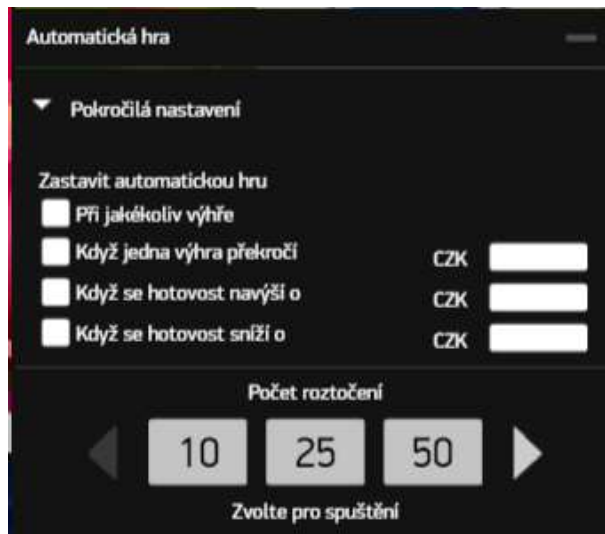 Automatická hra
Pokročilá nastavení
Zastavit automatickou hru
Při jakékoliv výhře
Když jedna výhra překročí CZK
Když se hotovost navýší o CZK
Když se hotovost sníží o CZK
Počet roztočení
10 25 50
Zvolte pro spuštění